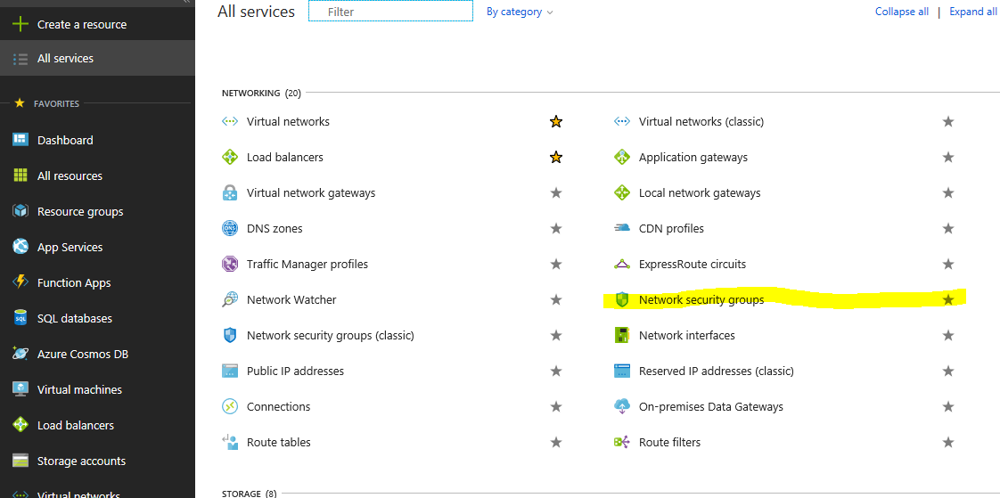 Create a resource
All services
FAVORITES
Dashboard
All resources
Resource groups
App Services
Function Apps
SQL databases
Azure Cosmos DB
Virtual machines
Load balancers
Storage accounts
Virtual networks
All services
Filter
By category
Collapse all | Expand all
NETWORKING (20)
Virtual networks
Virtual networks (classic)
Load balancers
Application gateways
Virtual network gateways
Local network gateways
DNS zones
CDN profiles
Traffic Manager profiles
ExpressRoute circuits
Network Watcher
Network security groups
Network security groups (classic)
Network interfaces
Public IP addresses
Reserved IP addresses (classic)
Connections
On-premises Data Gateways
Route tables
Route filters
STORAGE (8)